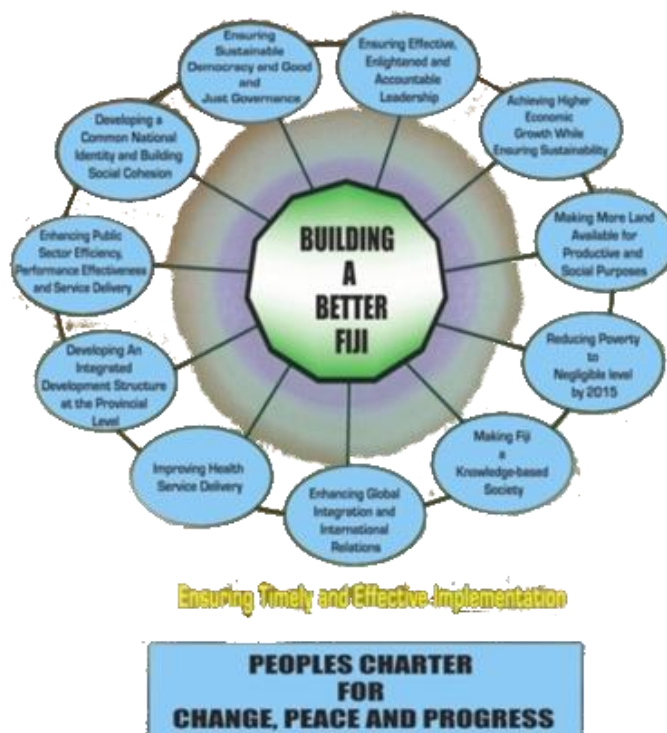 Ensuring
Sustainable
Democracy and Good
and
Just Governance
Ensuring Effective,
Enlightened and
Accountable
Leadership
Achieving Higher
Economic
Growth While
Ensuring Sustainability
Making More Land
Available for
Productive and
Social Purposes
Reducing Poverty
to
Negligible level
by 2015
Making Fiji
a
Knowledge-based
Society
Enhancing Global
Integration and
International
Relations
Improving Health
Service Delivery
Developing An
Integrated
Development Structure
at the Provincial
Level
Enhancing Public
Sector Efficiency,
Performance Effectiveness
and Service Delivery
Developing a
Common National
Identity and Building
Social Cohesion
BUILDING
A
BETTER
FIJI
Ensuring Timely and Effective Implementation
PEOPLES CHARTER
FOR
CHANGE, PEACE AND PROGRESS